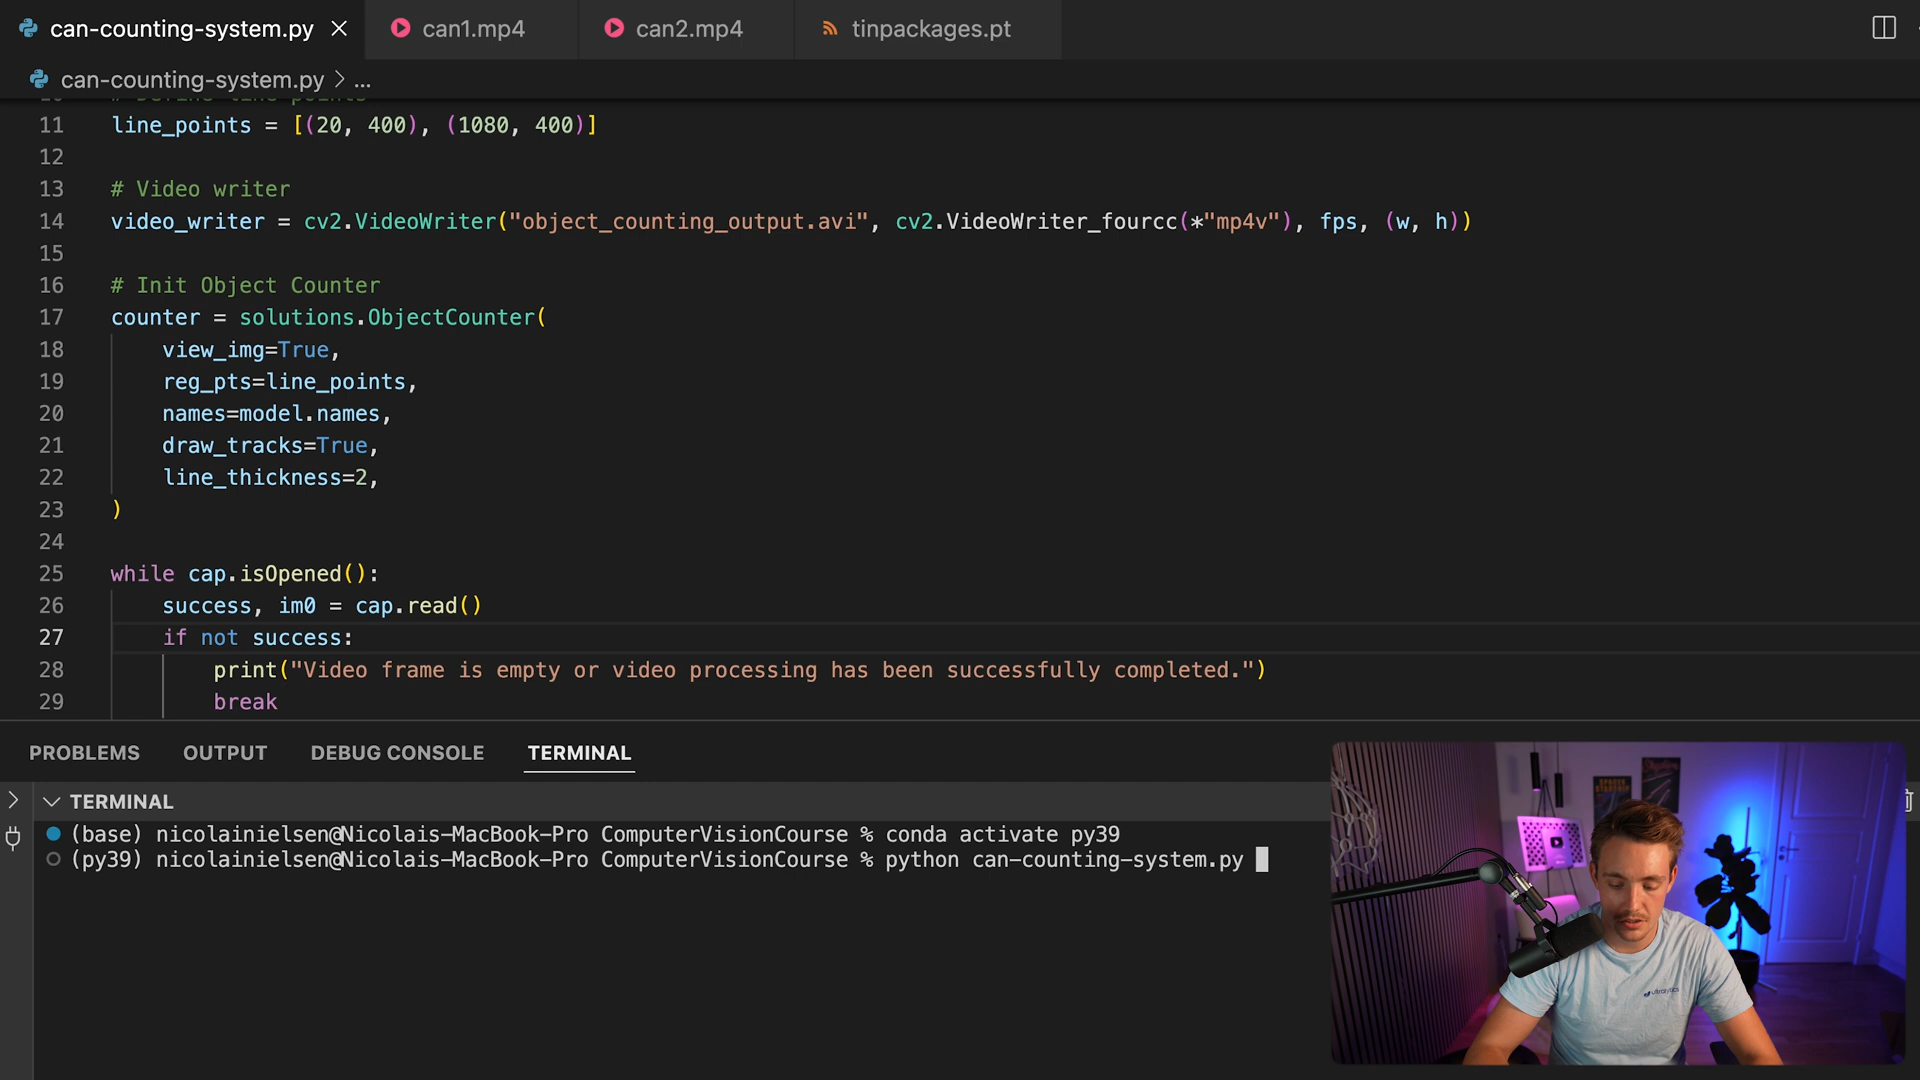 can-counting-system.py
can1.mp4
can2.mp4
tinpackages.pt
can-counting-system.py > ...
10 # Define line points
11 line_points = [(20, 400), (1080, 400)]
12
13 # Video writer
14 video_writer = cv2.VideoWriter("object_counting_output.avi", cv2.VideoWriter_fourcc(*"mp4v"), fps, (w, h))
15
16 # Init Object Counter
17 counter = solutions.ObjectCounter(
18 view_img=True,
19 reg_pts=line_points,
20 names=model.names,
21 draw_tracks=True,
22 line_thickness=2,
23 )
24
25 while cap.isOpened():
26 success, im0 = cap.read()
27 if not success:
28 print("Video frame is empty or video processing has been successfully completed.")
29 break
PROBLEMS OUTPUT DEBUG CONSOLE TERMINAL
TERMINAL
(base) nicolainielsen@Nicolais-MacBook-Pro ComputerVisionCourse % conda activate py39
(py39) nicolainielsen@Nicolais-MacBook-Pro ComputerVisionCourse % python can-counting-system.py
ultralytics